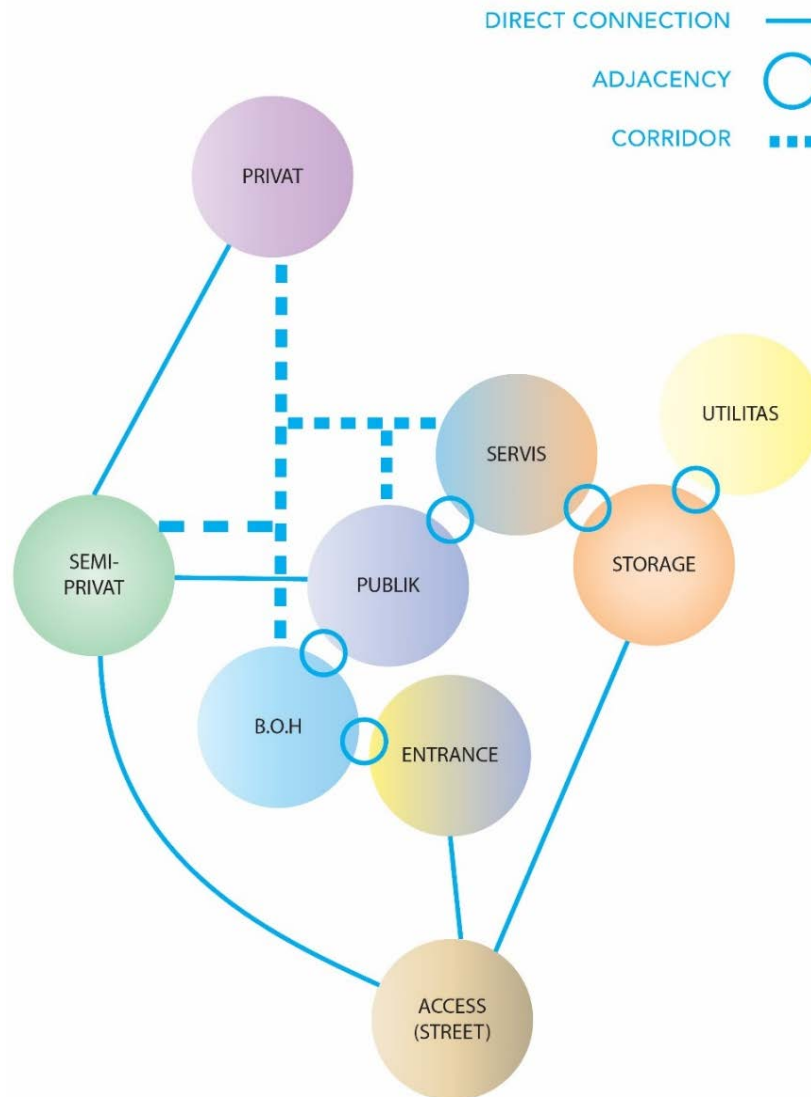 DIRECT CONNECTION
ADJACENCY
CORRIDOR
PRIVAT
UTILITAS
SERVIS
SEMI-
PRIVAT
PUBLIK
STORAGE
B.O.H
ENTRANCE
ACCESS
(STREET)